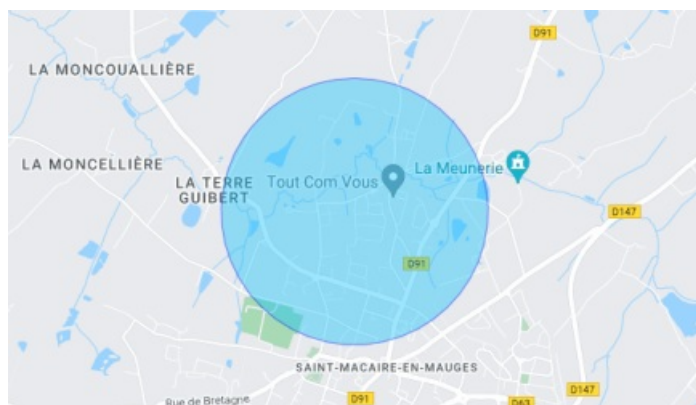 D91
LA MONCOUALLIÈRE
LA MONCELLIÈRE
La Meunerie
LA TERRE
GUIBERT
Tout Com Vous
D147
D91
SAINT-MACAIRE-EN-MAUGES
D147
D91
D63
Rue de Bretagne